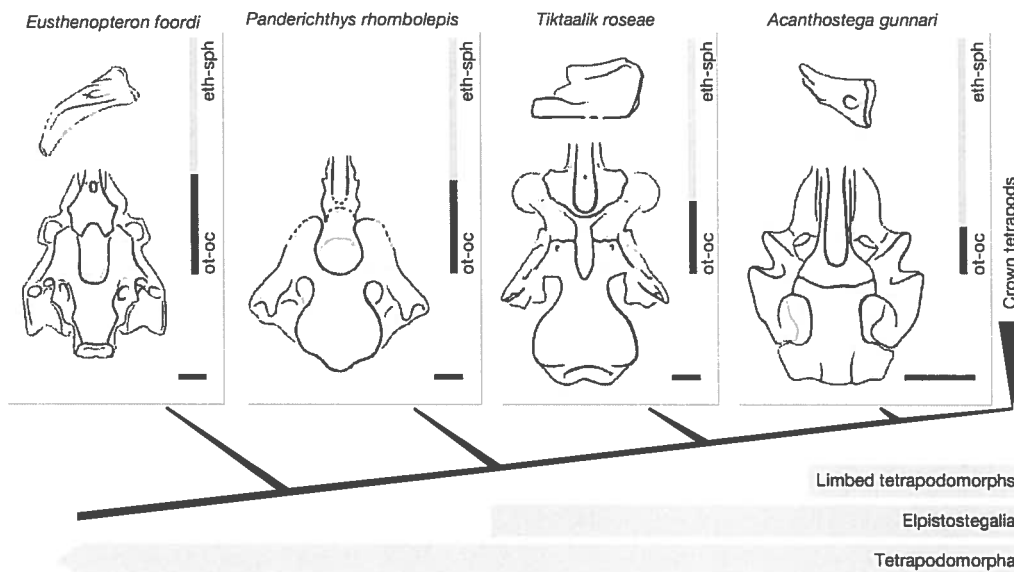 Eusthenopteron foordi
Panderichthys rhombolepis
Tiktaalik roseae
Acanthostega gunnari
eth-sph
ot-oc
eth-sph
ot-oc
eth-sph
ot-oc
eth-sph
ot-oc
Crown tetrapods
Limbed tetrapodomorphs
Elpistostegalia
Tetrapodomorpha